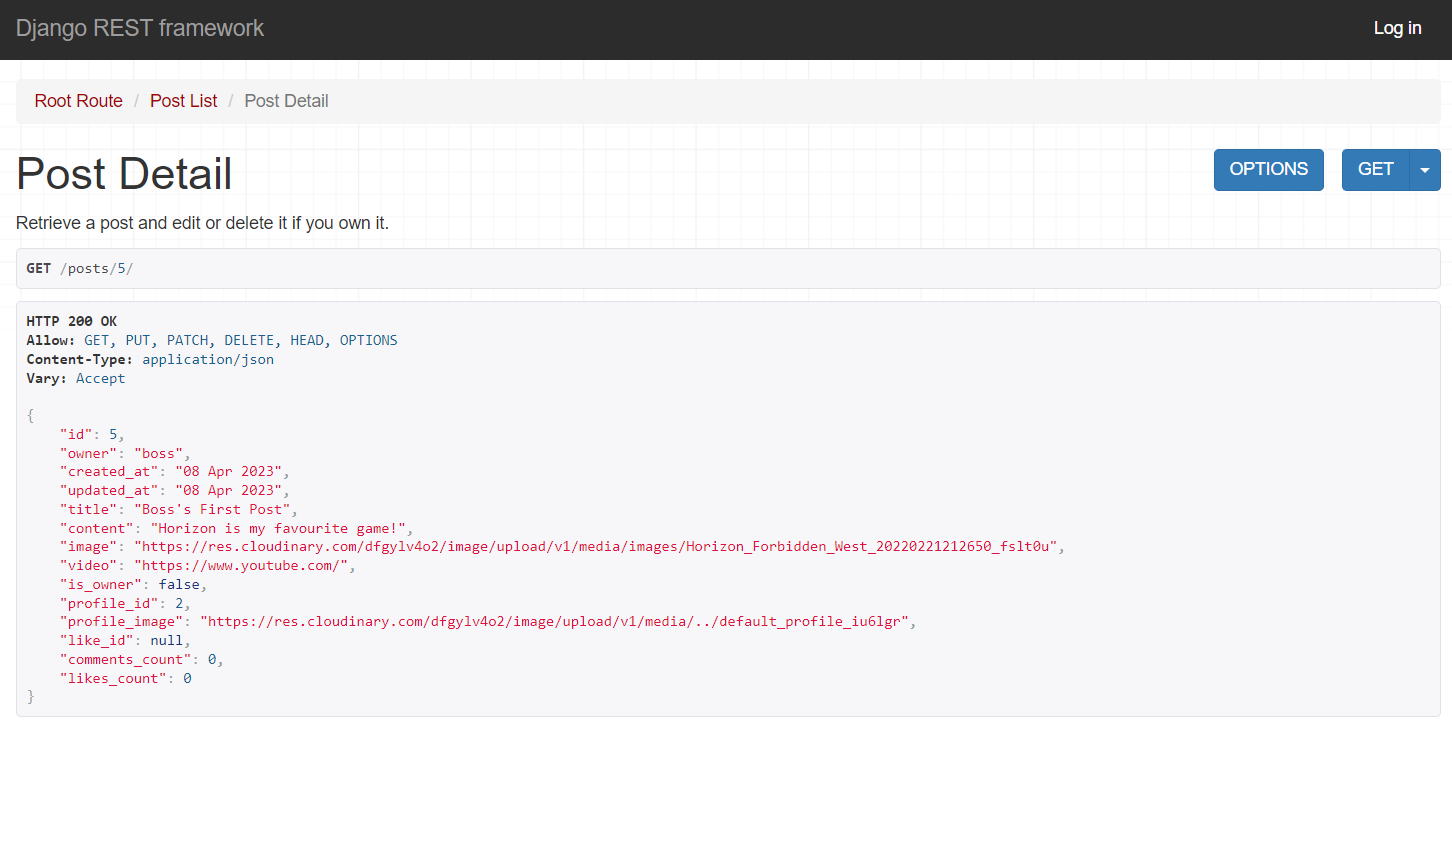 Django REST framework
Log in
Root Route / Post List / Post Detail
Post Detail
OPTIONS
GET
Retrieve a post and edit or delete it if you own it.
GET /posts/5/
HTTP 200 OK
Allow: GET, PUT, PATCH, DELETE, HEAD, OPTIONS
Content-Type: application/json
Vary: Accept
{
    "id": 5,
    "owner": "boss",
    "created_at": "08 Apr 2023",
    "updated_at": "08 Apr 2023",
    "title": "Boss's First Post",
    "content": "Horizon is my favourite game!",
    "image": "https://res.cloudinary.com/dfgylv4o2/image/upload/v1/media/images/Horizon_Forbidden_West_20220221212650_fslt0u",
    "video": "https://www.youtube.com/",
    "is_owner": false,
    "profile_id": 2,
    "profile_image": "https://res.cloudinary.com/dfgylv4o2/image/upload/v1/media/../default_profile_iu6lgr",
    "like_id": null,
    "comments_count": 0,
    "likes_count": 0
}